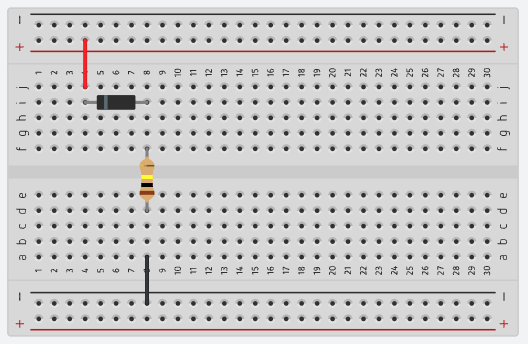 − −
+ +
1 2 3 4 5 6 7 8 9 10 11 12 13 14 15 16 17 18 19 20 21 22 23 24 25 26 27 28 29 30
j j
i i
h h
g g
f f
e e
d d
c c
b b
a a
1 2 3 4 5 6 7 8 9 10 11 12 13 14 15 16 17 18 19 20 21 22 23 24 25 26 27 28 29 30
− −
+ +